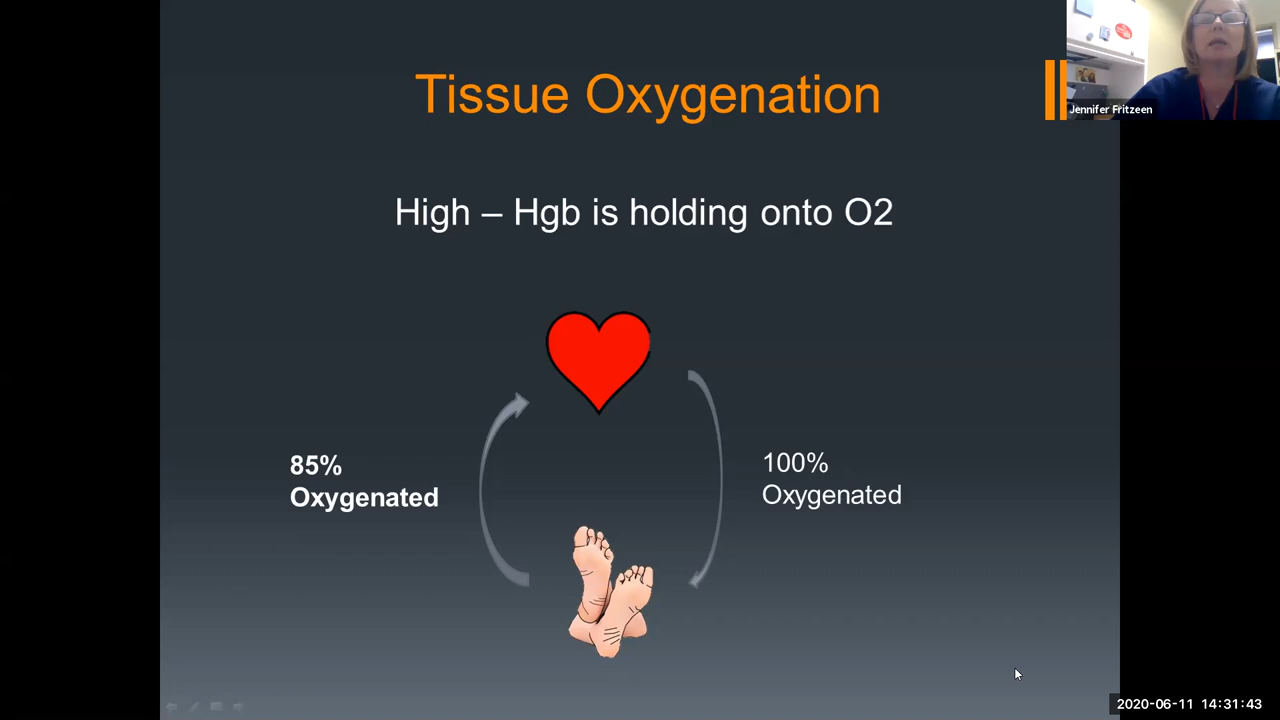 Tissue Oxygenation
Jennifer Fritzeen
High – Hgb is holding onto O2
85%
Oxygenated
100%
Oxygenated
2020-06-11 14:31:43